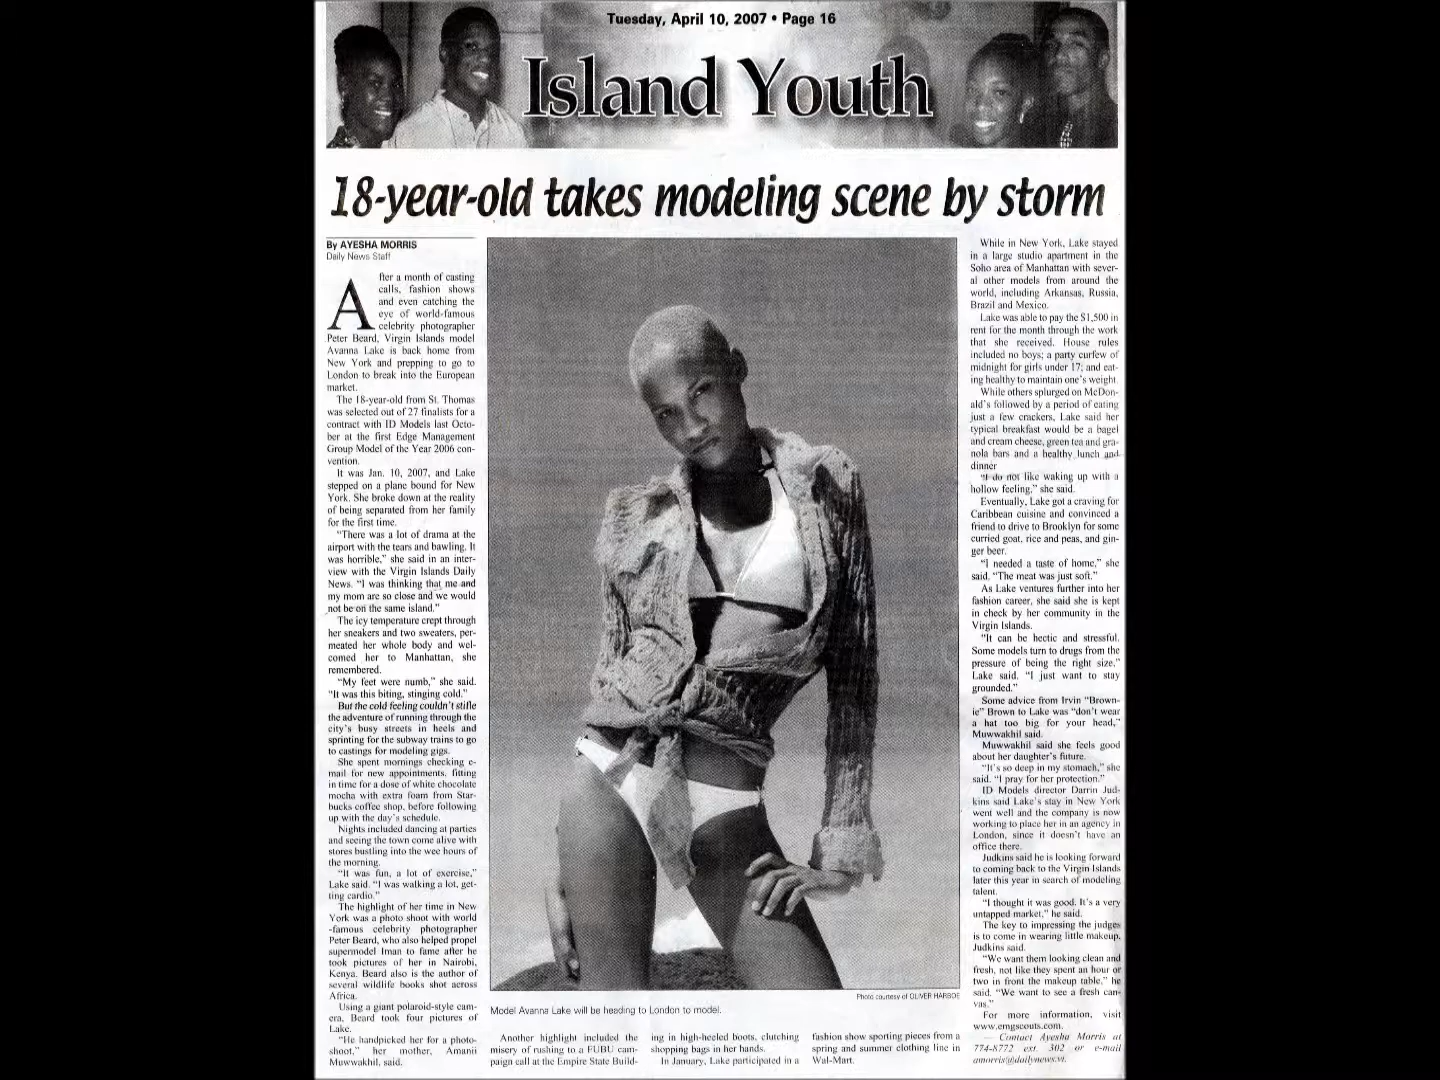 Tuesday, April 10, 2007 • Page 16
Island Youth
18-year-old takes modeling scene by storm
By AYESHA MORRIS
Daily News Staff
After a month of casting
calls, fashion shows
and even catching the
eye of world-famous
celebrity photographer
Peter Beard, Virgin Islands model
Avanna Lake is back home from
New York and prepping to go to
London to break into the European
market.
The 18-year-old from St. Thomas
was selected out of 27 finalists for a
contract with ID Models last Octo-
ber at the first Edge Management
Group Model of the Year 2006 con-
vention.
It was Jan. 10, 2007, and Lake
stepped on a plane bound for New
York. She broke down at the reality
of being separated from her family
for the first time.
"There was a lot of drama at the
airport with the tears and bawling. It
was horrible," she said in an inter-
view with the Virgin Islands Daily
News. "I was thinking that me and
my mom are so close and we would
not be on the same island."
The icy temperature crept through
her sneakers and two sweaters, per-
meated her whole body and wel-
comed her to Manhattan, she
remembered.
"My feet were numb," she said.
"It was this biting, stinging cold."
But the cold feeling couldn't stifle
the adventure of running through the
city's busy streets in heels and
sprinting for the subway trains to go
to castings for modeling gigs.
She spent mornings checking e-
mail for new appointments, fitting
in time for a dose of white chocolate
mocha with extra foam from Star-
bucks coffee shop, before following
up with the day's schedule.
Nights included dancing at parties
and seeing the town come alive with
stores bustling into the wee hours of
the morning.
"It was fun, a lot of exercise,"
Lake said. "I was walking a lot, get-
ting cardio."
The highlight of her time in New
York was a photo shoot with world
-famous celebrity photographer
Peter Beard, who also helped propel
supermodel Iman to fame after he
took pictures of her in Nairobi,
Kenya. Beard also is the author of
several wildlife books shot across
Africa.
Using a giant polaroid-style cam-
era, Beard took four pictures of
Lake.
"He handpicked her for a photo-
shoot," her mother, Amanii
Muwwakhil, said.
Photo courtesy of OLIVER HARBOE
Model Avanna Lake will be heading to London to model.
Another highlight included the
misery of rushing to a FUBU cam-
paign call at the Empire State Build-
ing in high-heeled boots, clutching
shopping bags in her hands.
In January, Lake participated in a
fashion show sporting pieces from a
spring and summer clothing line in
Wal-Mart.
While in New York, Lake stayed
in a large studio apartment in the
Soho area of Manhattan with sever-
al other models from around the
world, including Arkansas, Russia,
Brazil and Mexico.
Lake was able to pay the $1,500 in
rent for the month through the work
that she received. House rules
included no boys; a party curfew of
midnight for girls under 17; and eat-
ing healthy to maintain one's weight.
While others splurged on McDon-
ald's followed by a period of eating
just a few crackers, Lake said her
typical breakfast would be a bagel
and cream cheese, green tea and gra-
nola bars and a healthy lunch and
dinner
"I do not like waking up with a
hollow feeling," she said.
Eventually, Lake got a craving for
Caribbean cuisine and convinced a
friend to drive to Brooklyn for some
curried goat, rice and peas, and gin-
ger beer.
"I needed a taste of home," she
said. "The meat was just soft."
As Lake ventures further into her
fashion career, she said she is kept
in check by her community in the
Virgin Islands.
"It can be hectic and stressful.
Some models turn to drugs from the
pressure of being the right size,"
Lake said. "I just want to stay
grounded."
Some advice from Irvin "Brown-
ie" Brown to Lake was "don't wear
a hat too big for your head,"
Muwwakhil said.
Muwwakhil said she feels good
about her daughter's future.
"It's so deep in my stomach," she
said. "I pray for her protection."
ID Models director Darrin Jud-
kins said Lake's stay in New York
went well and the company is now
working to place her in an agency in
London, since it doesn't have an
office there.
Judkins said he is looking forward
to coming back to the Virgin Islands
later this year in search of modeling
talent.
"I thought it was good. It's a very
untapped market," he said.
The key to impressing the judges
is to come in wearing little makeup,
Judkins said.
"We want them looking clean and
fresh, not like they spent an hour or
two in front the makeup table," he
said. "We want to see a fresh can-
vas."
For more information, visit
www.emgscouts.com.
— Contact Ayesha Morris at
774-8772 ext. 302 or e-mail
amorris@dailynews.vi.